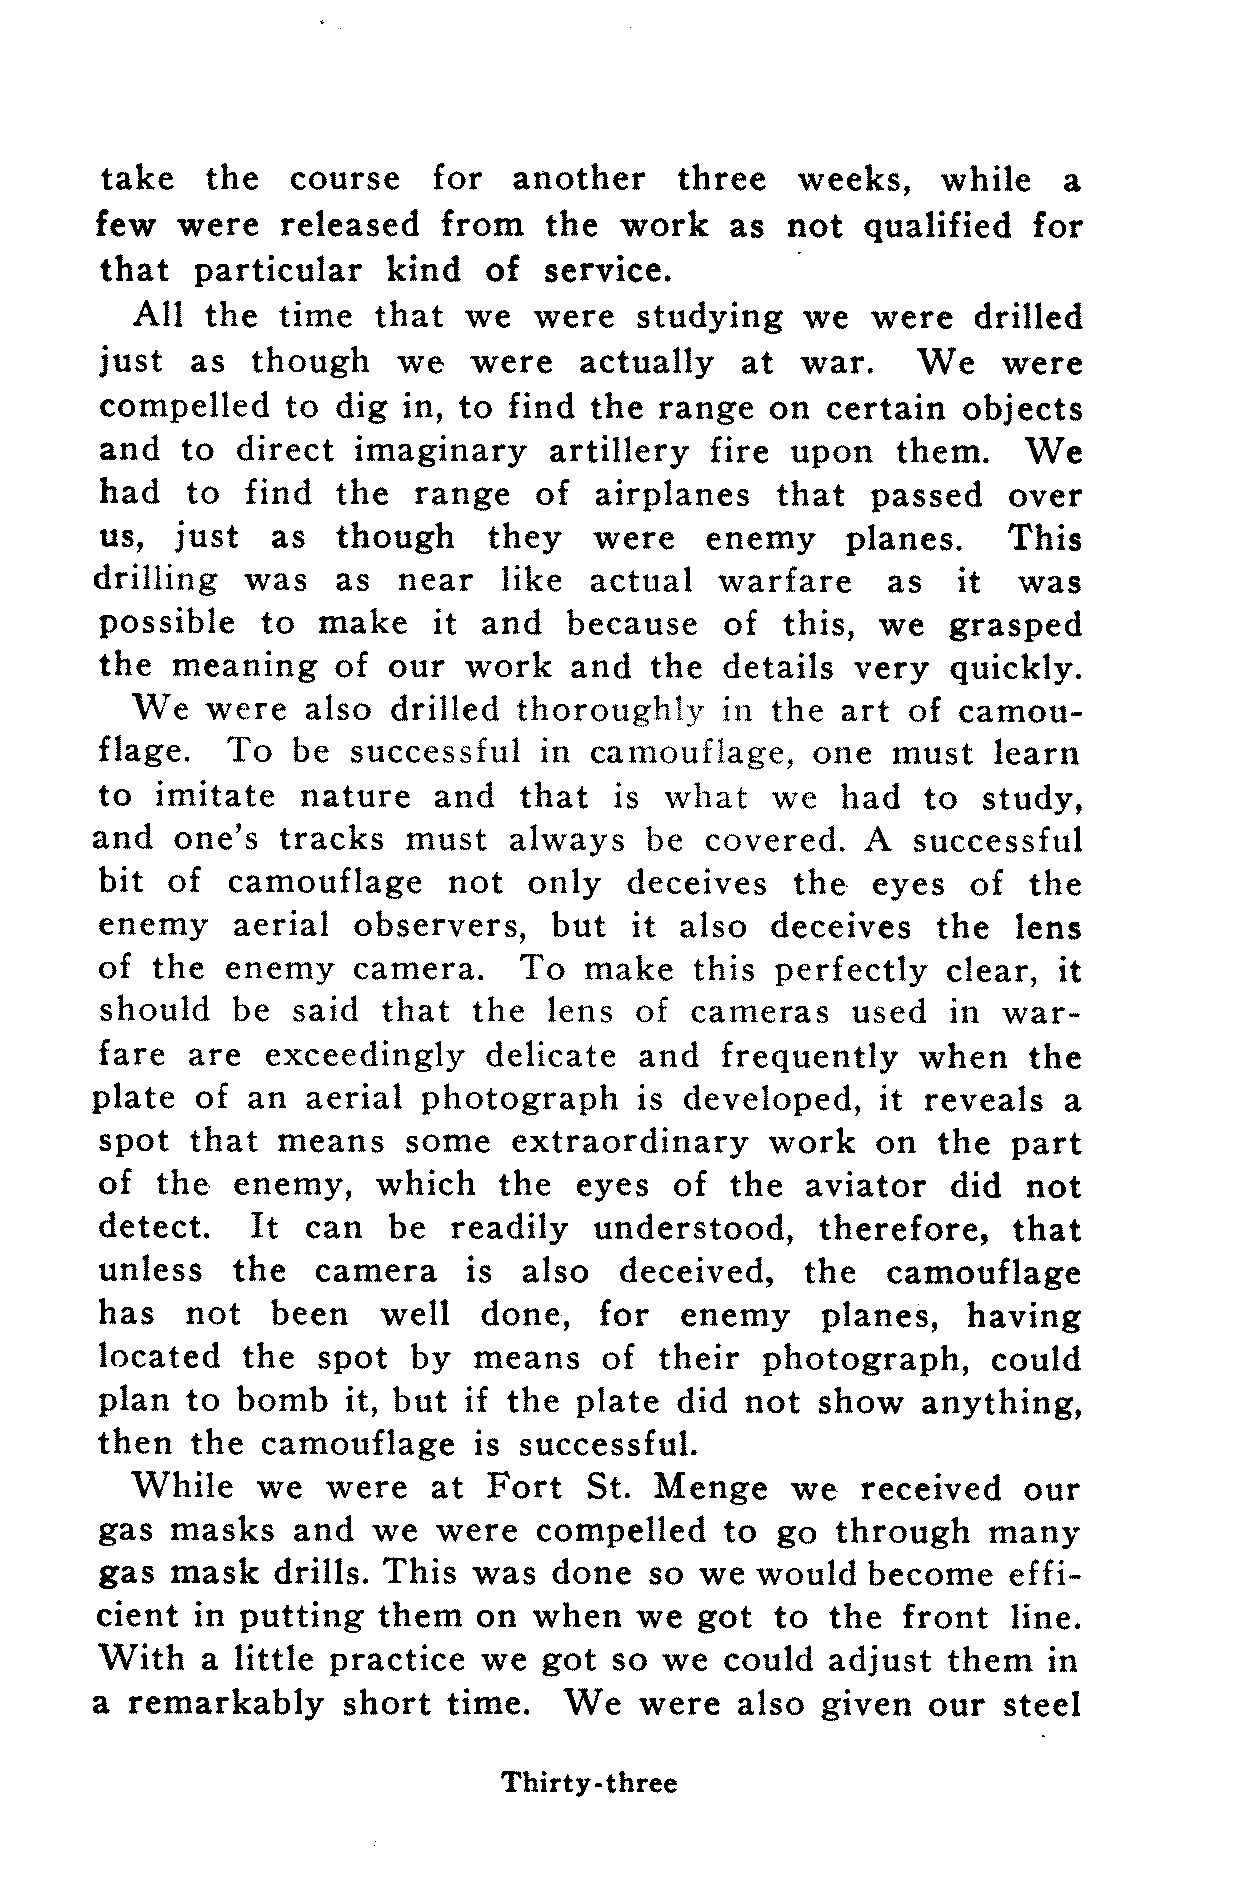 take the course for another three weeks, while a
few were released from the work as not qualified for
that particular kind of service.
All the time that we were studying we were drilled
just as though we were actually at war. We were
compelled to dig in, to find the range on certain objects
and to direct imaginary artillery fire upon them. We
had to find the range of airplanes that passed over
us, just as though they were enemy planes. This
drilling was as near like actual warfare as it was
possible to make it and because of this, we grasped
the meaning of our work and the details very quickly.
We were also drilled thoroughly in the art of camou-
flage. To be successful in camouflage, one must learn
to imitate nature and that is what we had to study,
and one's tracks must always be covered. A successful
bit of camouflage not only deceives the eyes of the
enemy aerial observers, but it also deceives the lens
of the enemy camera. To make this perfectly clear, it
should be said that the lens of cameras used in war-
fare are exceedingly delicate and frequently when the
plate of an aerial photograph is developed, it reveals a
spot that means some extraordinary work on the part
of the enemy, which the eyes of the aviator did not
detect. It can be readily understood, therefore, that
unless the camera is also deceived, the camouflage
has not been well done, for enemy planes, having
located the spot by means of their photograph, could
plan to bomb it, but if the plate did not show anything,
then the camouflage is successful.
While we were at Fort St. Menge we received our
gas masks and we were compelled to go through many
gas mask drills. This was done so we would become effi-
cient in putting them on when we got to the front line.
With a little practice we got so we could adjust them in
a remarkably short time. We were also given our steel
Thirty-three